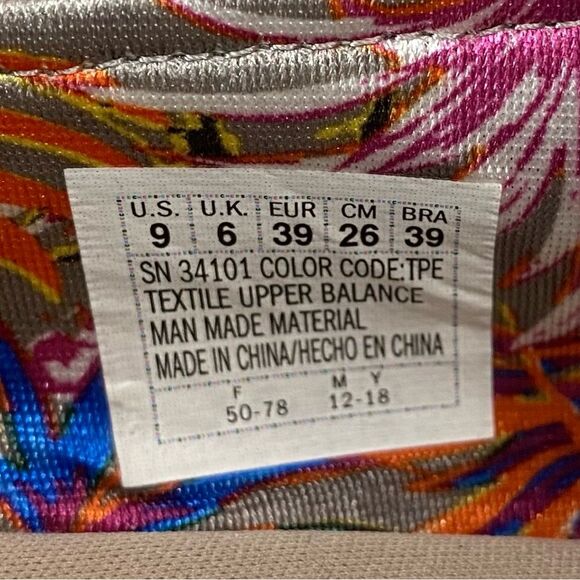 U.S. U.K. EUR CM BRA
9 6 39 26 39
SN 34101 COLOR CODE:TPE
TEXTILE UPPER BALANCE
MAN MADE MATERIAL
MADE IN CHINA/HECHO EN CHINA
F M Y
50-78 12-18